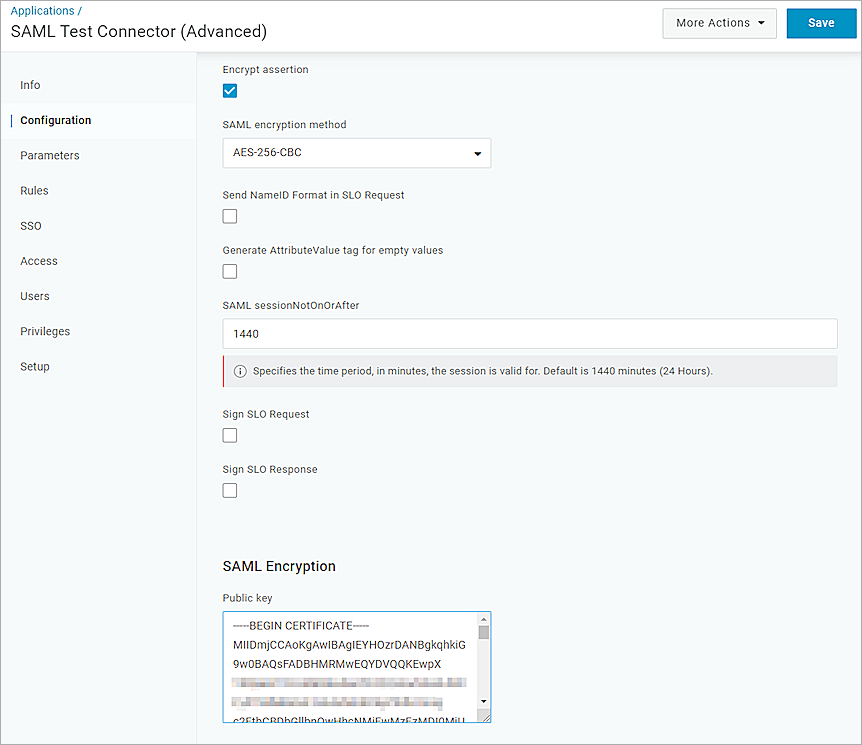 Applications /
SAML Test Connector (Advanced)
More Actions
Save
Info
Configuration
Parameters
Rules
SSO
Access
Users
Privileges
Setup
Encrypt assertion
SAML encryption method
AES-256-CBC
Send NameID Format in SLO Request
Generate AttributeValue tag for empty values
SAML sessionNotOnOrAfter
1440
Specifies the time period, in minutes, the session is valid for. Default is 1440 minutes (24 Hours).
Sign SLO Request
Sign SLO Response
SAML Encryption
Public key
-----BEGIN CERTIFICATE-----
MIIDmjCCAoKgAwIBAgIEYHOzrDANBgkqhkiG
9w0BAQsFADBHMRMwEQYDVQQKEwpX